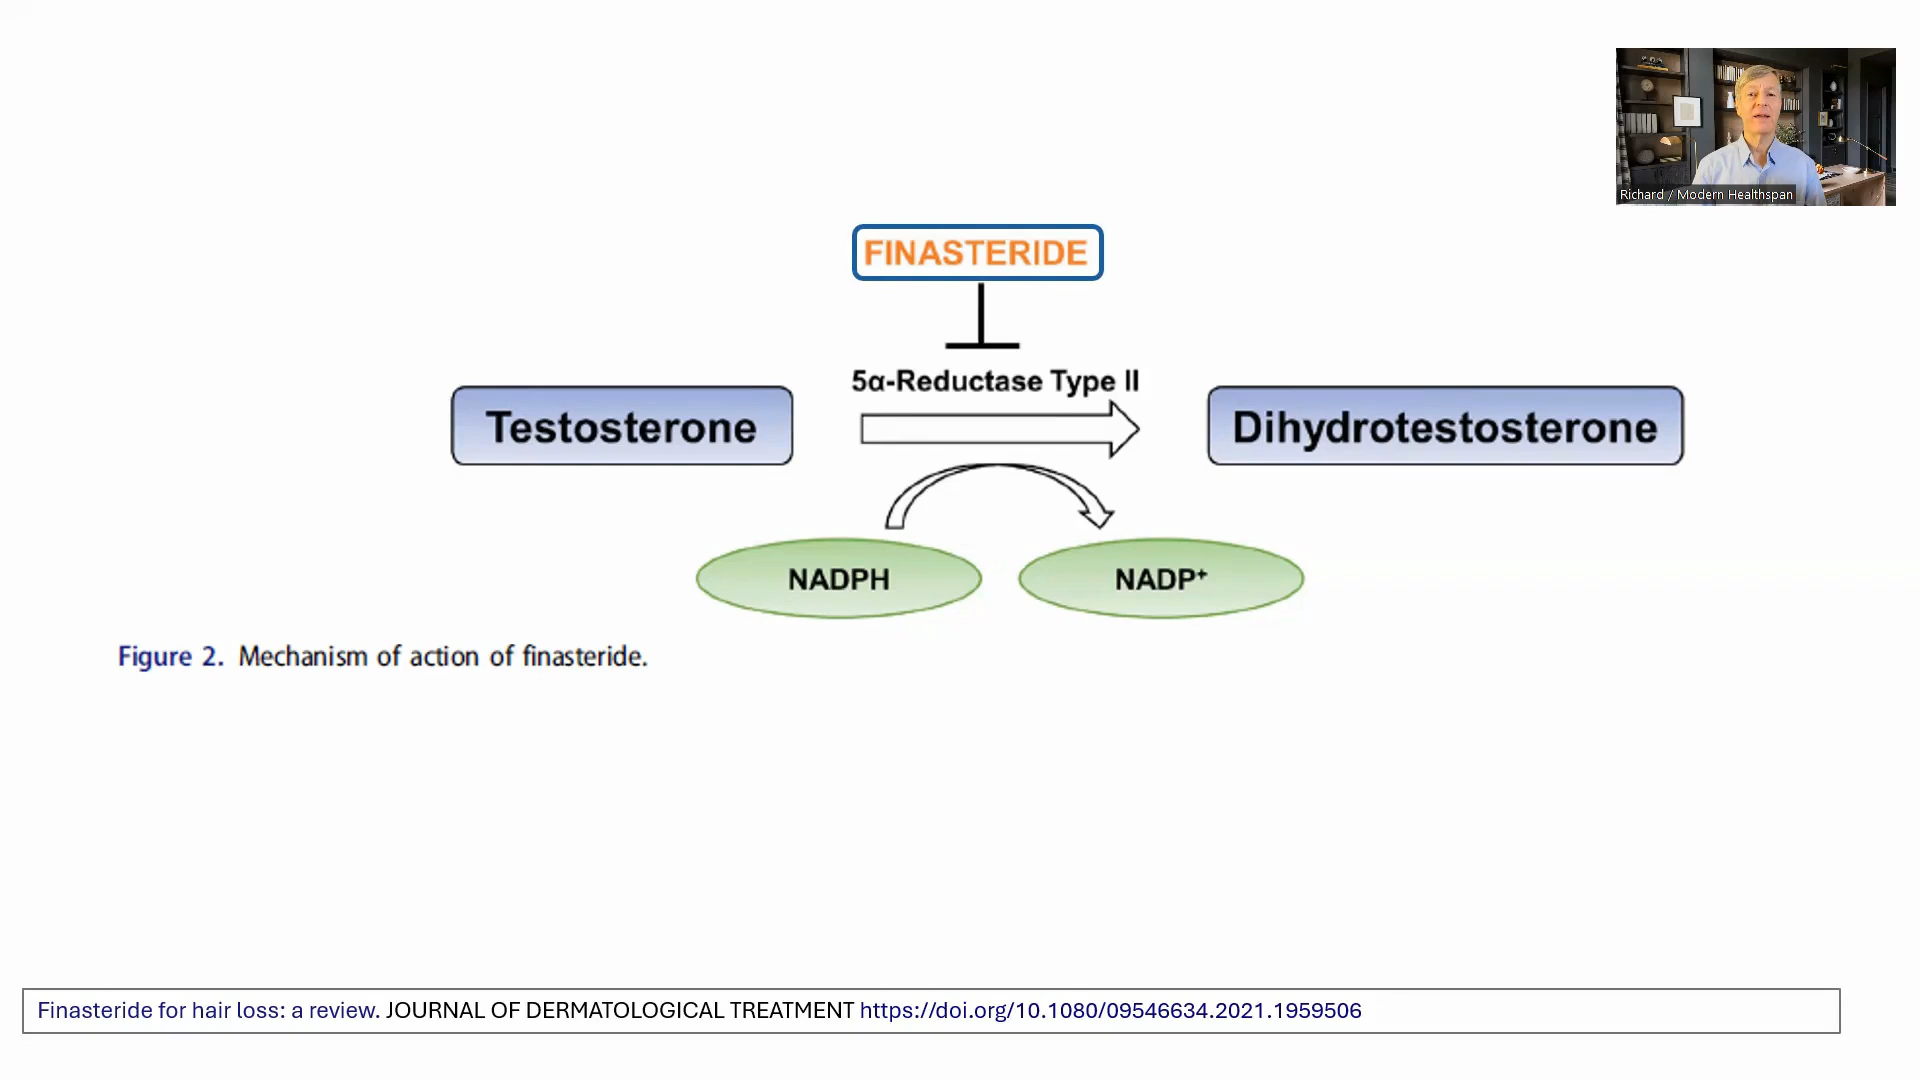 Richard / Modern Healthspan
FINASTERIDE
5α-Reductase Type II
Testosterone
Dihydrotestosterone
NADPH
NADP⁺
Figure 2. Mechanism of action of finasteride.
Finasteride for hair loss: a review. JOURNAL OF DERMATOLOGICAL TREATMENT https://doi.org/10.1080/09546634.2021.1959506